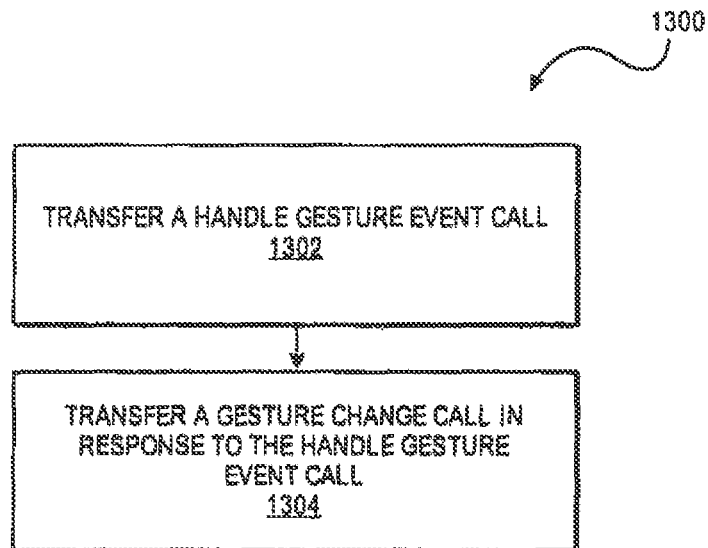 1300
TRANSFER A HANDLE GESTURE EVENT CALL
1302
TRANSFER A GESTURE CHANGE CALL IN
RESPONSE TO THE HANDLE GESTURE
EVENT CALL
1304